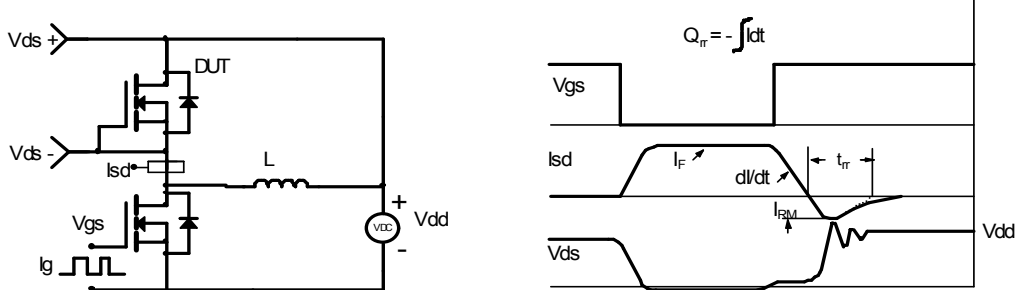 Vds +
DUT
Vds -
Isd
L
Vgs
+
VDC
Vdd
-
Ig
Qrr = - ∫Idt
Vgs
Isd
IF
dI/dt
trr
IRM
Vdd
Vds